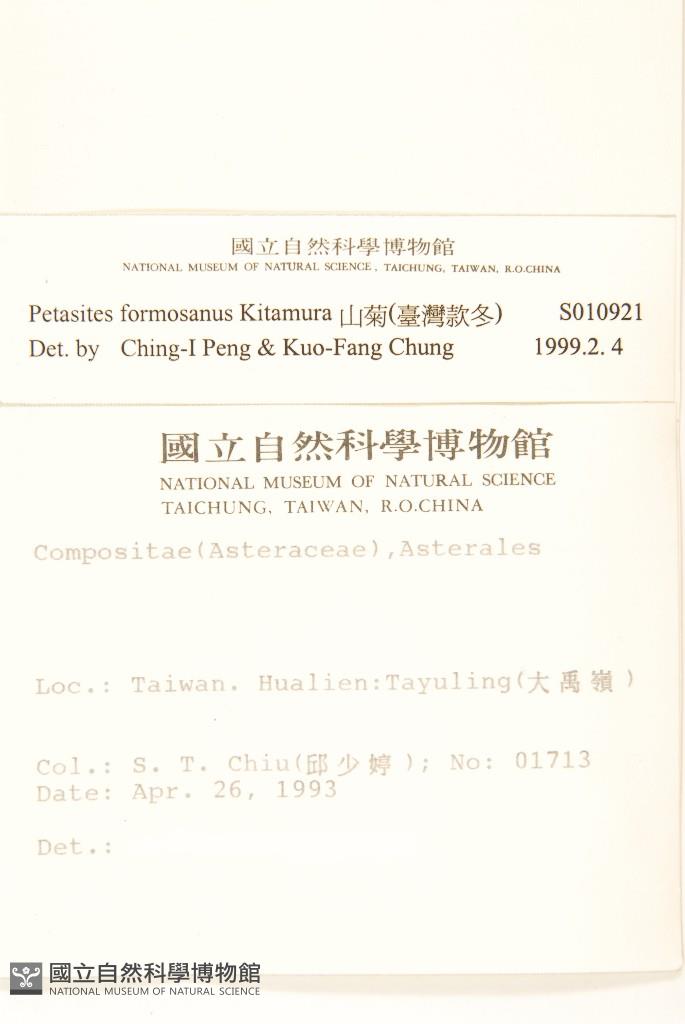 國立自然科學博物館
NATIONAL MUSEUM OF NATURAL SCIENCE, TAICHUNG, TAIWAN, R.O.CHINA
Petasites formosanus Kitamura 山菊(臺灣款冬) S010921
Det. by Ching-I Peng & Kuo-Fang Chung 1999.2. 4
國立自然科學博物館
NATIONAL MUSEUM OF NATURAL SCIENCE
TAICHUNG, TAIWAN, R.O.CHINA
Compositae(Asteraceae),Asterales
Loc.: Taiwan. Hualien:Tayuling(大禹嶺)
Col.: S. T. Chiu(邱少婷); No: 01713
Date: Apr. 26, 1993
Det.:
國立自然科學博物館
NATIONAL MUSEUM OF NATURAL SCIENCE